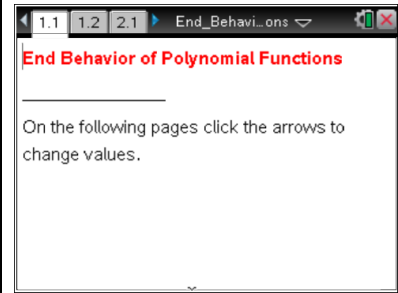 1.1 1.2 2.1 End_Behavi...ons
End Behavior of Polynomial Functions
On the following pages click the arrows to
change values.